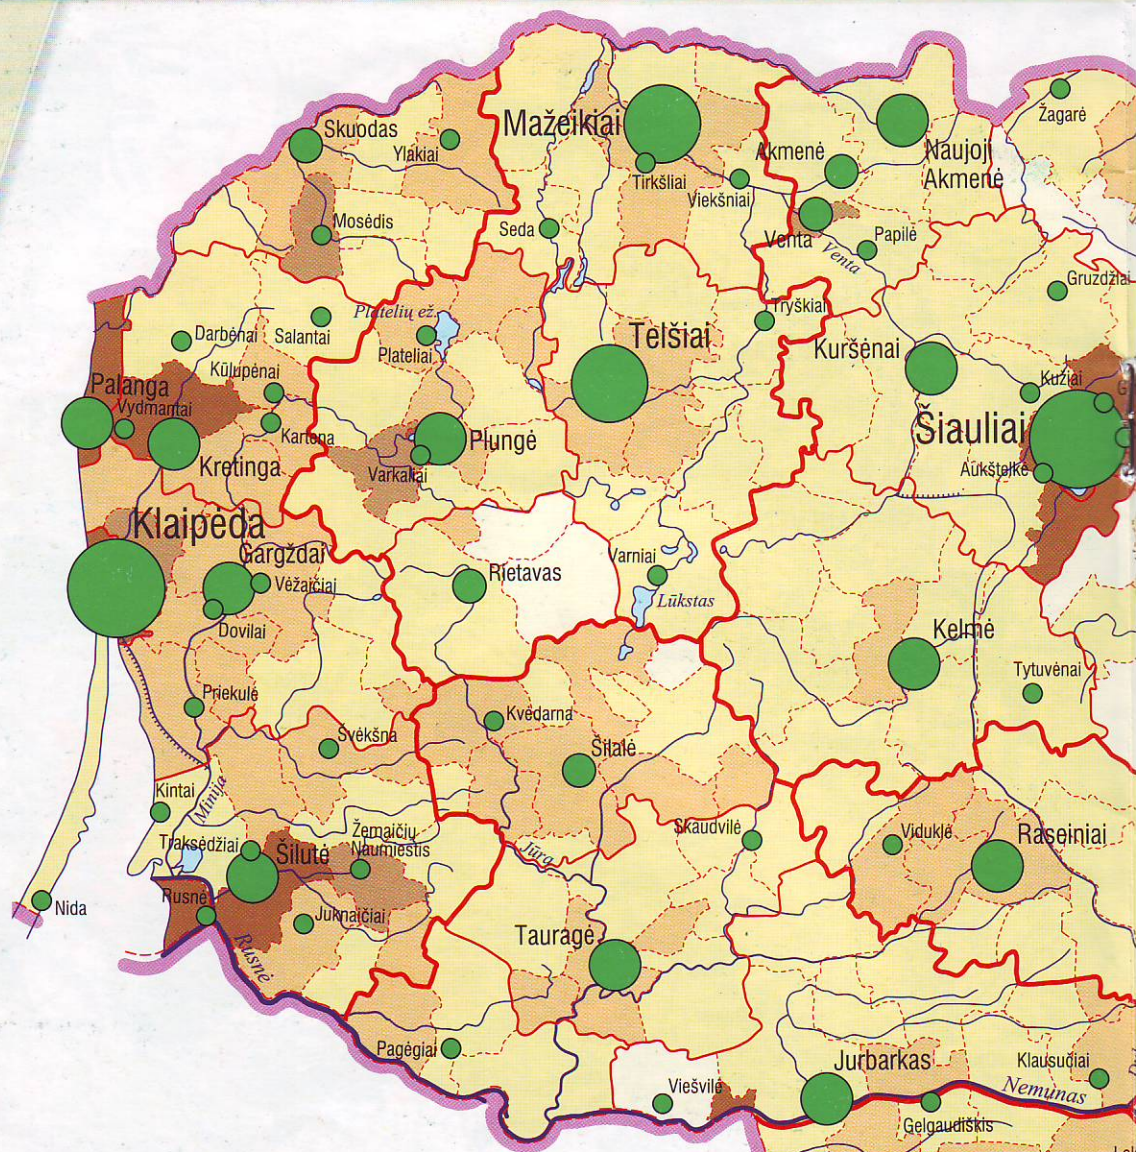 Žagarė
Mažeikiai
Skuodas
Ylakiai
Akmenė
Naujoji
Akmenė
Tirkšliai
Viekšniai
Mosėdis
Seda
Venta
Papilė
Venta
Gruzdžiai
Platelių ež.
Tryškiai
Darbėnai
Salantai
Plateliai
Telšiai
Kuršėnai
Kūlupėnai
Kužiai
Palanga
Vydmantai
Kartena
Plungė
Šiauliai
Kretinga
Varkaliai
Aukštelkė
Klaipėda
Gargždai
Vėžaičiai
Rietavas
Varniai
Lūkstas
Dovilai
Kelmė
Tytuvėnai
Priekulė
Kvėdarna
Švėkšna
Šilalė
Kintai
Minija
Skaudvilė
Viduklė
Raseiniai
Traksėdžiai
Šilutė
Žemaičių
Naumiestis
Jūra
Rusnė
Nida
Juknaičiai
Rusnė
Tauragė
Pagėgiai
Jurbarkas
Klausučiai
Viešvilė
Nemunas
Gelgaudiškis